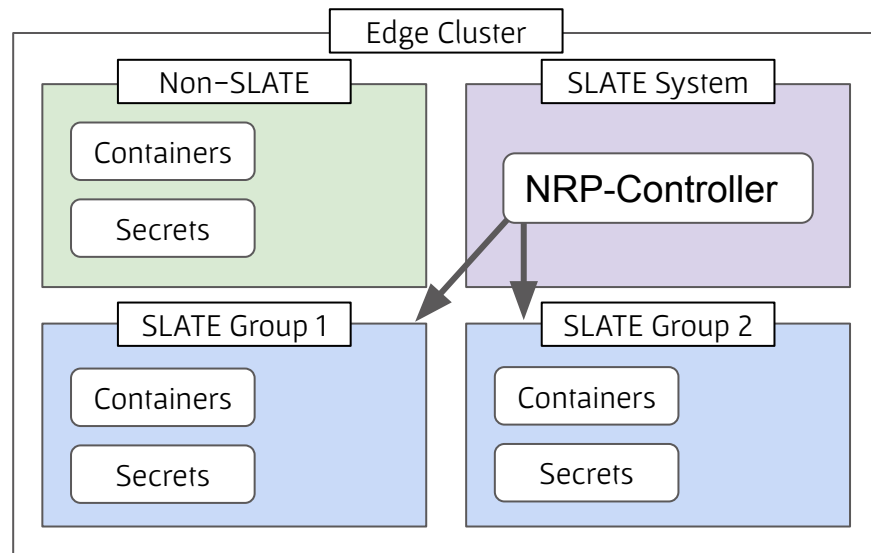 Edge Cluster
Non-SLATE
Containers
Secrets
SLATE System
NRP-Controller
SLATE Group 1
Containers
Secrets
SLATE Group 2
Containers
Secrets